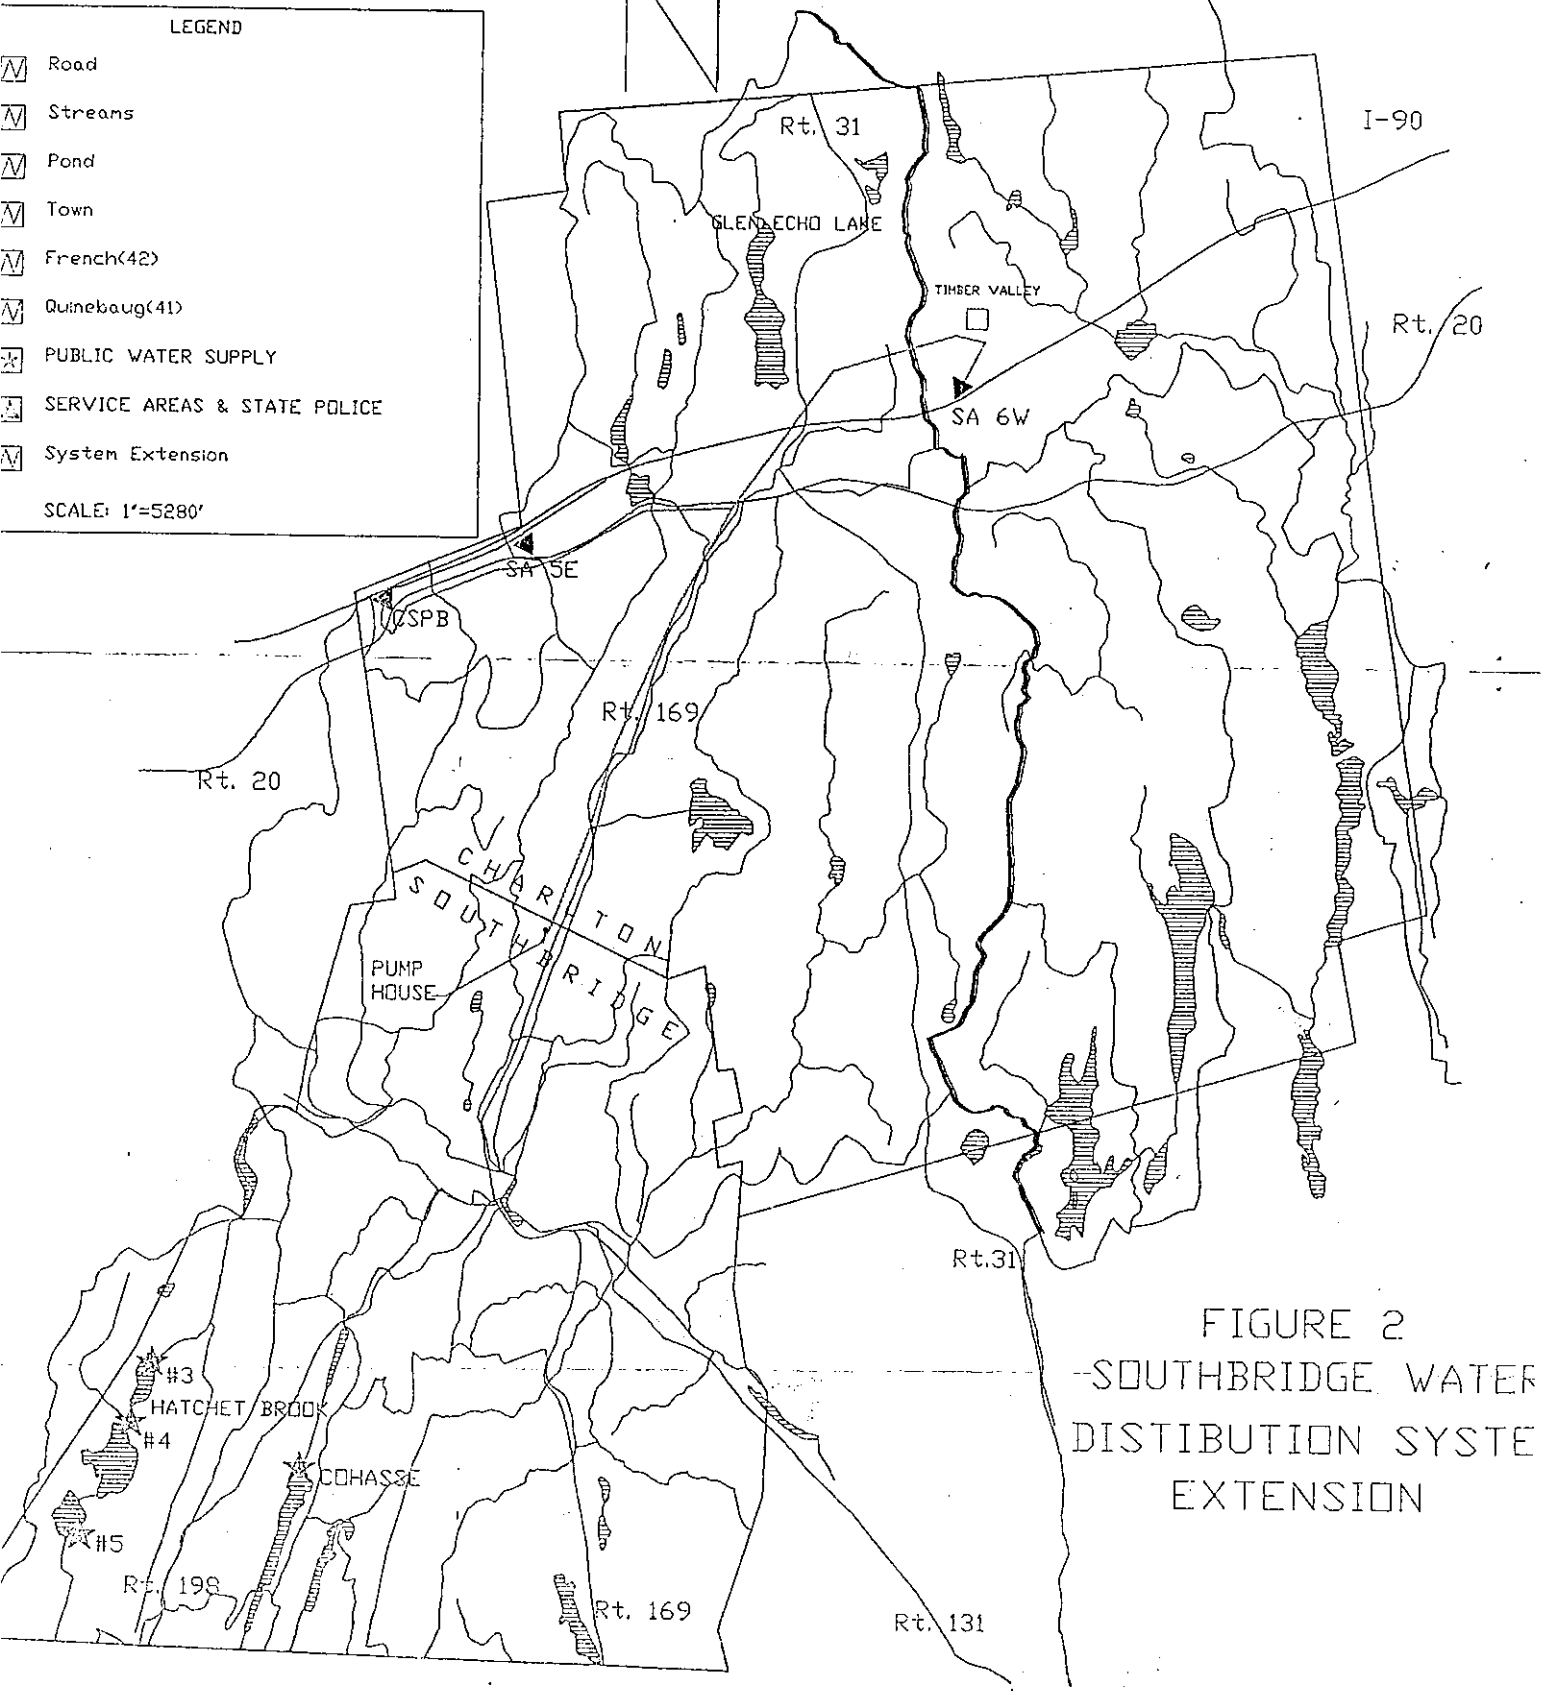 LEGEND
Road
Streams
Pond
Town
French(42)
Quinebaug(41)
PUBLIC WATER SUPPLY
SERVICE AREAS & STATE POLICE
System Extension
SCALE: 1"=5280'
Rt. 31
I-90
GLEN ECHO LAKE
TIMBER VALLEY
Rt. 20
SA 6W
SA 5E
CSPB
Rt. 169
Rt. 20
CHARLTON
SOUTHBRIDGE
PUMP
HOUSE
Rt.31
FIGURE 2
SOUTHBRIDGE WATER
DISTIBUTION SYSTE
EXTENSION
#3
HATCHET BROOK
#4
COHASSE
#5
Rt. 198
Rt. 169
Rt. 131